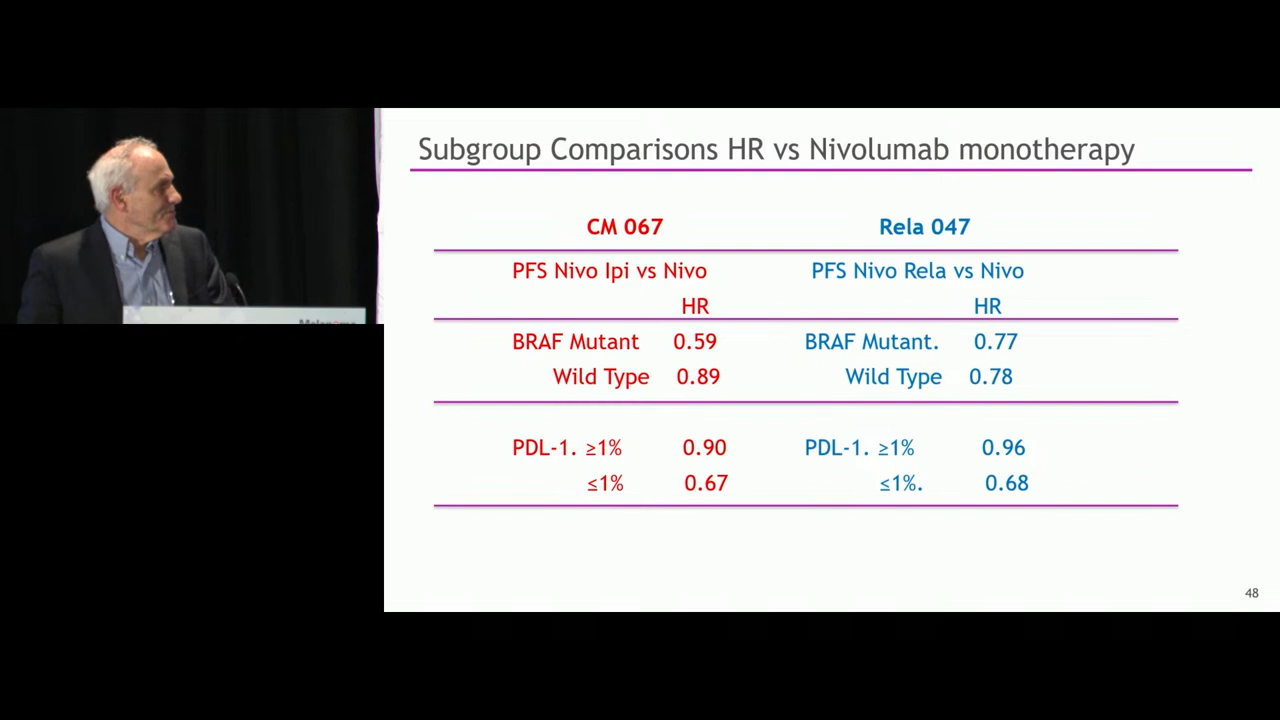 Subgroup Comparisons HR vs Nivolumab monotherapy
CM 067 Rela 047
PFS Nivo Ipi vs Nivo PFS Nivo Rela vs Nivo
HR HR
BRAF Mutant 0.59 BRAF Mutant. 0.77
Wild Type 0.89 Wild Type 0.78
PDL-1. ≥1% 0.90 PDL-1. ≥1% 0.96
≤1% 0.67 ≤1%. 0.68
48